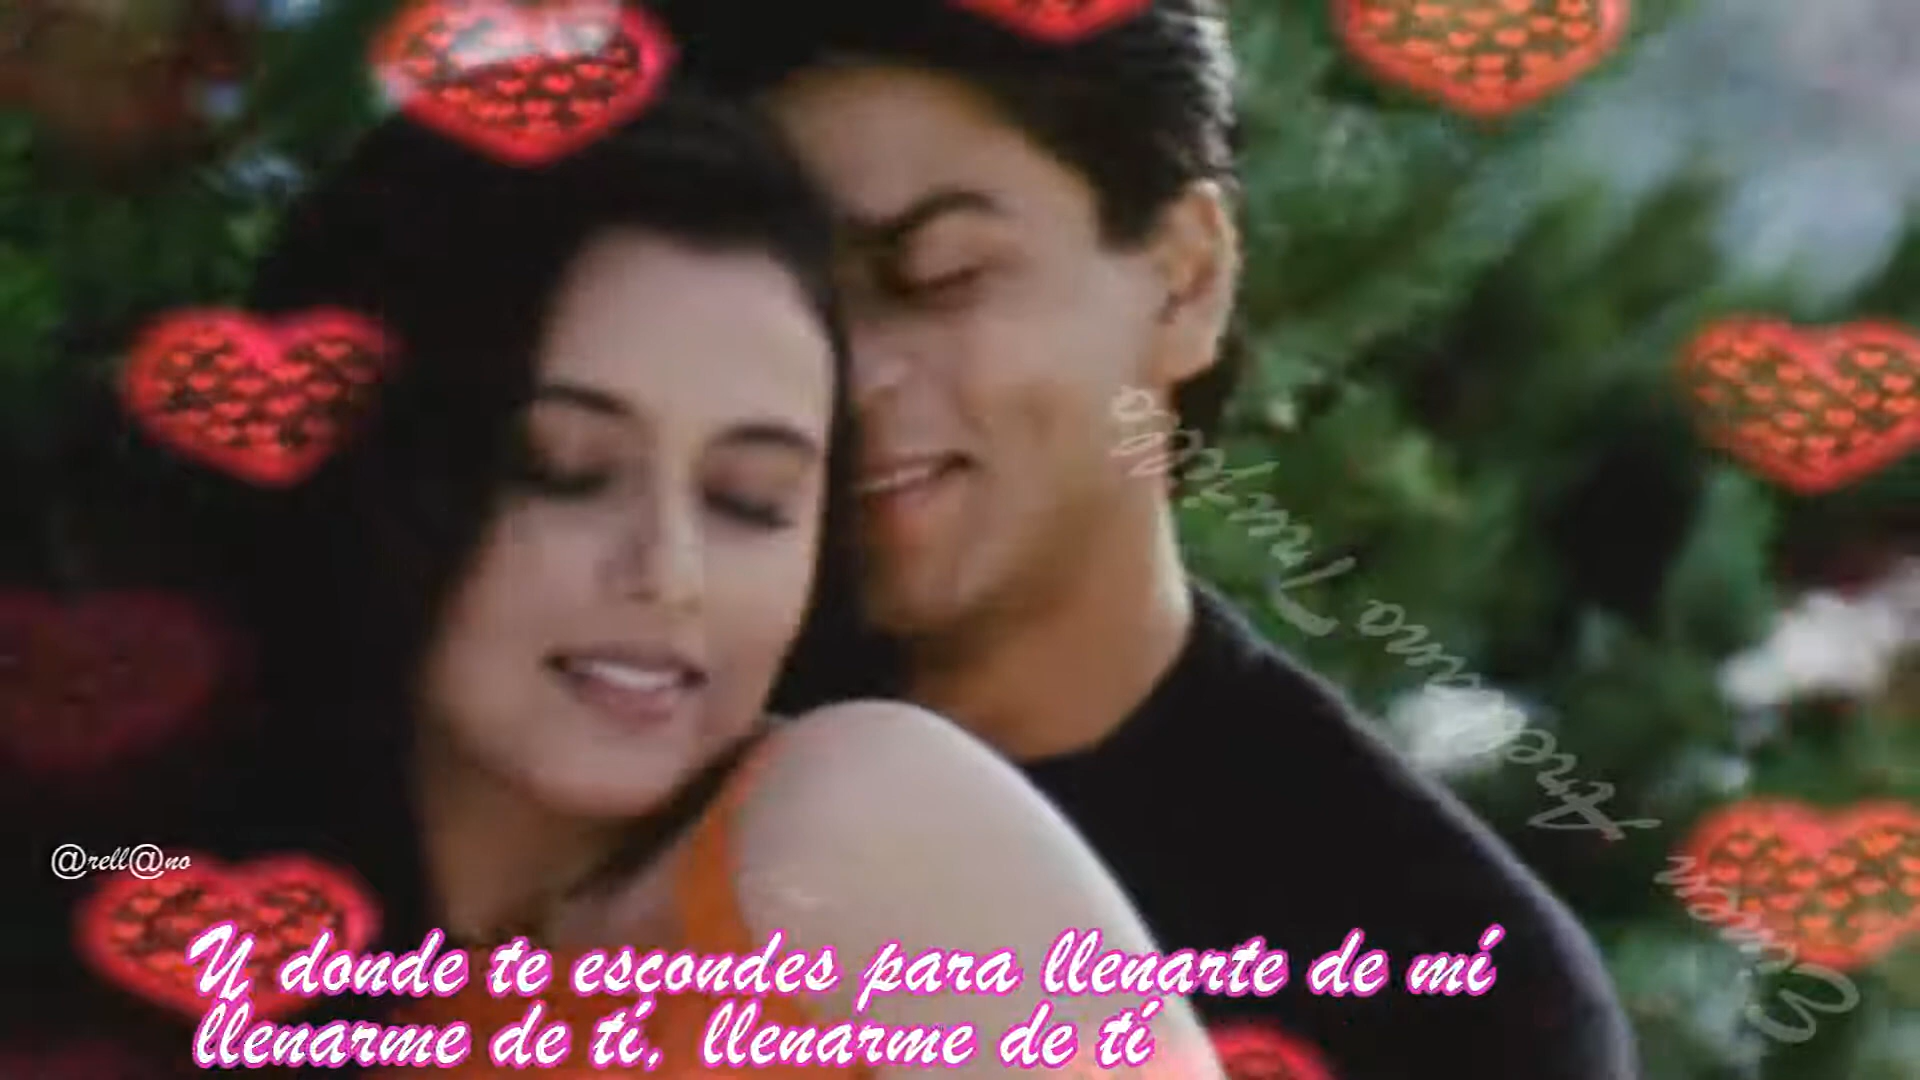 @rell@no
Y donde te escondes para llenarte de mí
llenarme de tí, llenarme de tí